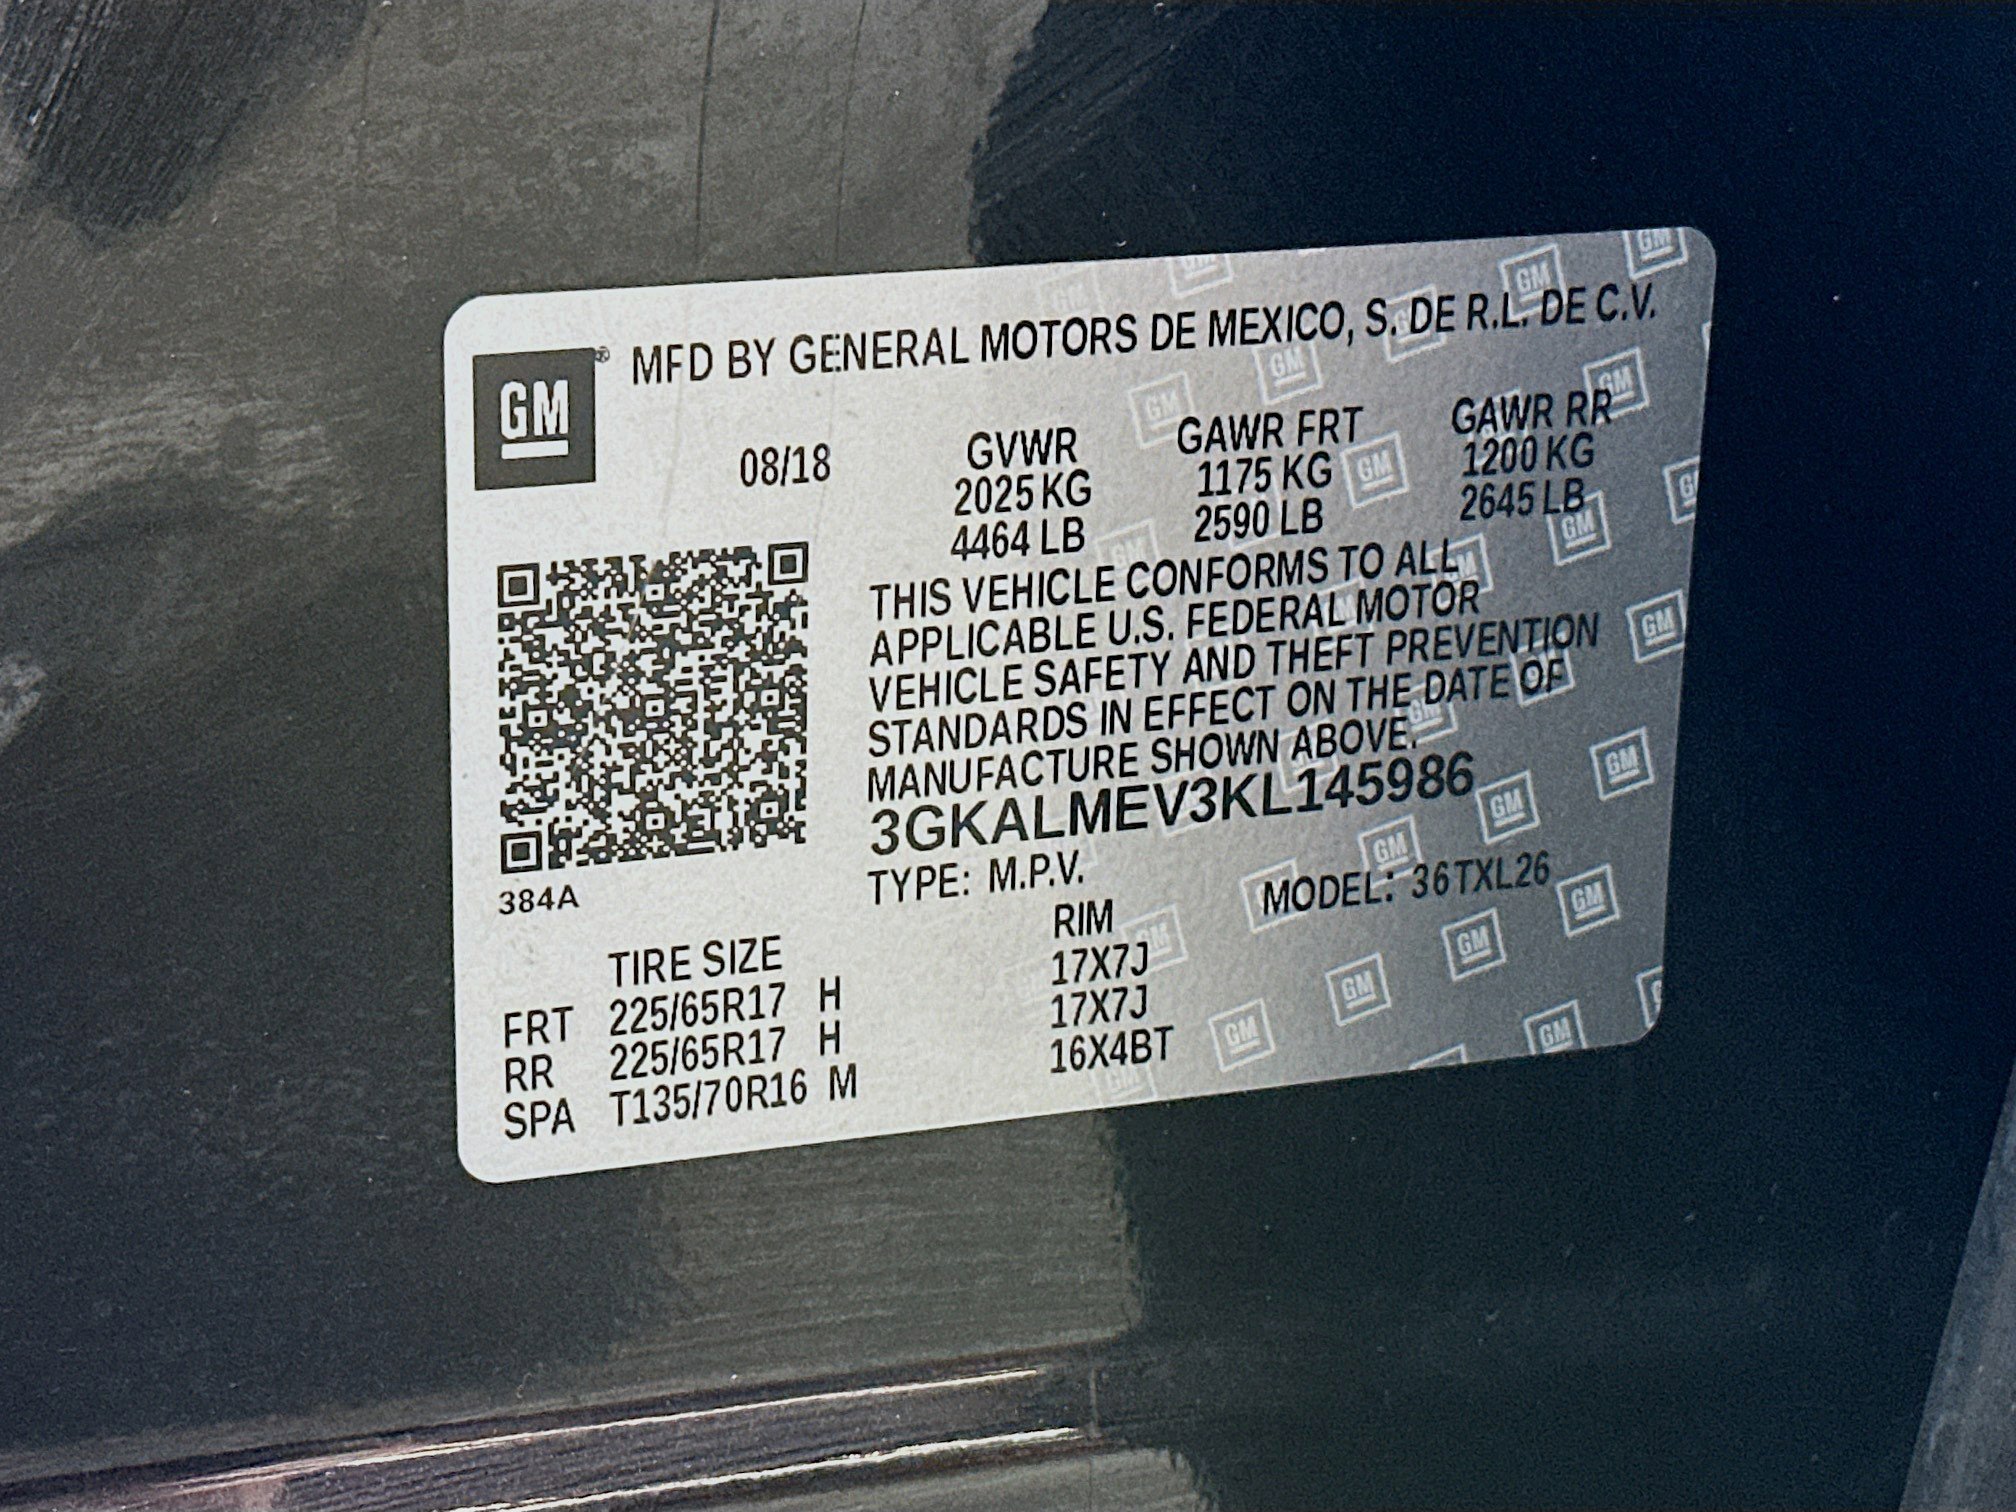 GM ® MFD BY GENERAL MOTORS DE MEXICO, S. DE R.L. DE C.V.
08/18 GVWR GAWR FRT GAWR RR
2025 KG 1175 KG 1200 KG
4464 LB 2590 LB 2645 LB
THIS VEHICLE CONFORMS TO ALL
APPLICABLE U.S. FEDERAL MOTOR
VEHICLE SAFETY AND THEFT PREVENTION
STANDARDS IN EFFECT ON THE DATE OF
MANUFACTURE SHOWN ABOVE.
3GKALMEV3KL145986
384A
TYPE: M.P.V. MODEL: 36TXL26
TIRE SIZE RIM
FRT 225/65R17 H 17X7J
RR 225/65R17 H 17X7J
SPA T135/70R16 M 16X4BT